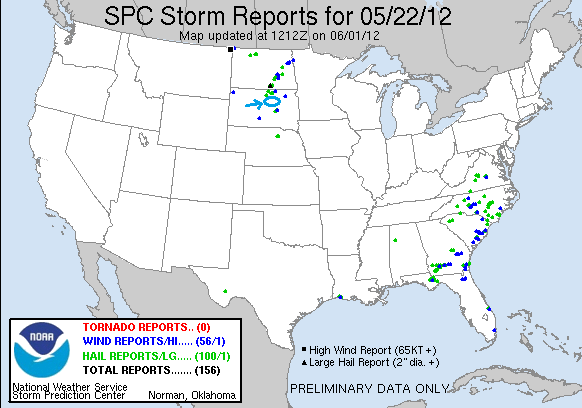 SPC Storm Reports for 05/22/12
Map updated at 1212Z on 06/01/12
NOAA
TORNADO REPORTS.. (0)
WIND REPORTS/HI..... (56/1)
HAIL REPORTS/LG..... (100/1)
TOTAL REPORTS....... (156)
National Weather Service
Storm Prediction Center Norman, Oklahoma
High Wind Report (65KT +)
Large Hail Report (2" dia. +)
PRELIMINARY DATA ONLY